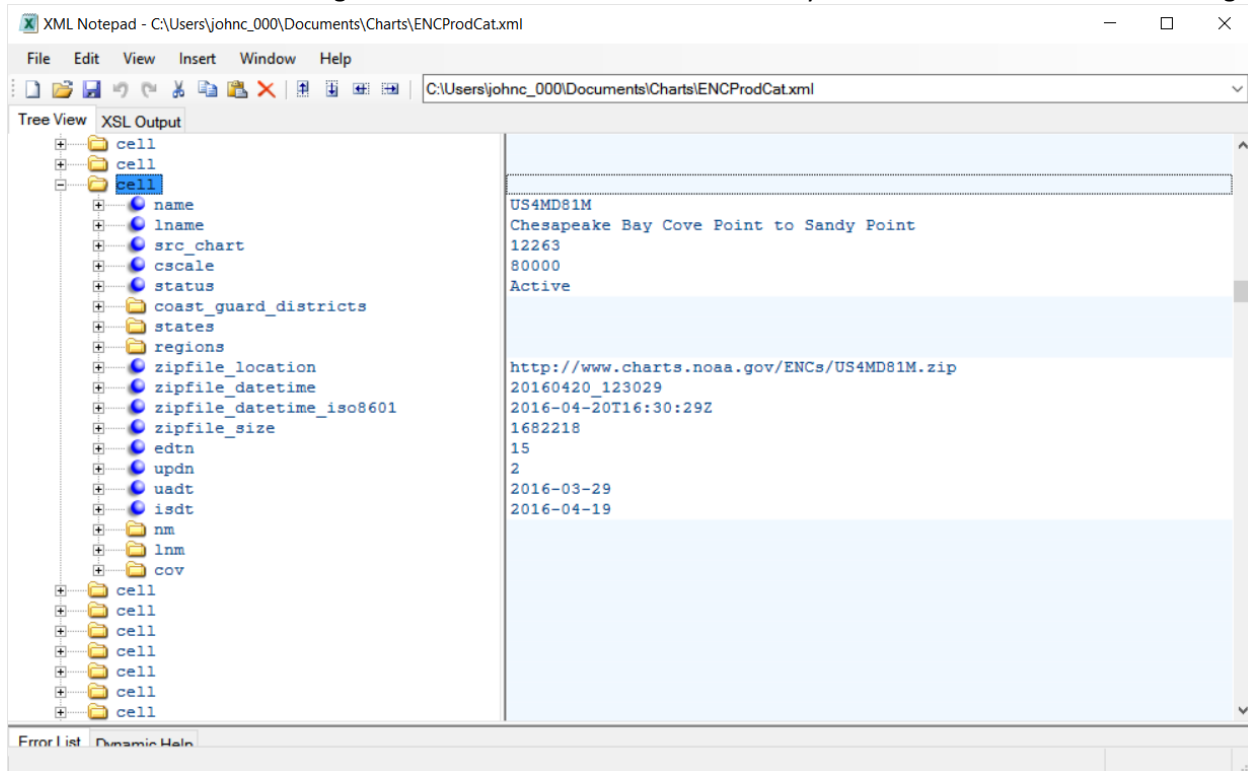 XML Notepad - C:\Users\johnc_000\Documents\Charts\ENCProdCat.xml
File Edit View Insert Window Help
C:\Users\johnc_000\Documents\Charts\ENCProdCat.xml
Tree View XSL Output
cell
cell
cell
name US4MD81M
lname Chesapeake Bay Cove Point to Sandy Point
src_chart 12263
cscale 80000
status Active
coast_guard_districts
states
regions
zipfile_location http://www.charts.noaa.gov/ENCs/US4MD81M.zip
zipfile_datetime 20160420_123029
zipfile_datetime_iso8601 2016-04-20T16:30:29Z
zipfile_size 1682218
edtn 15
updn 2
uadt 2016-03-29
isdt 2016-04-19
nm
lnm
cov
cell
cell
cell
cell
cell
cell
cell
Error List Dynamic Help